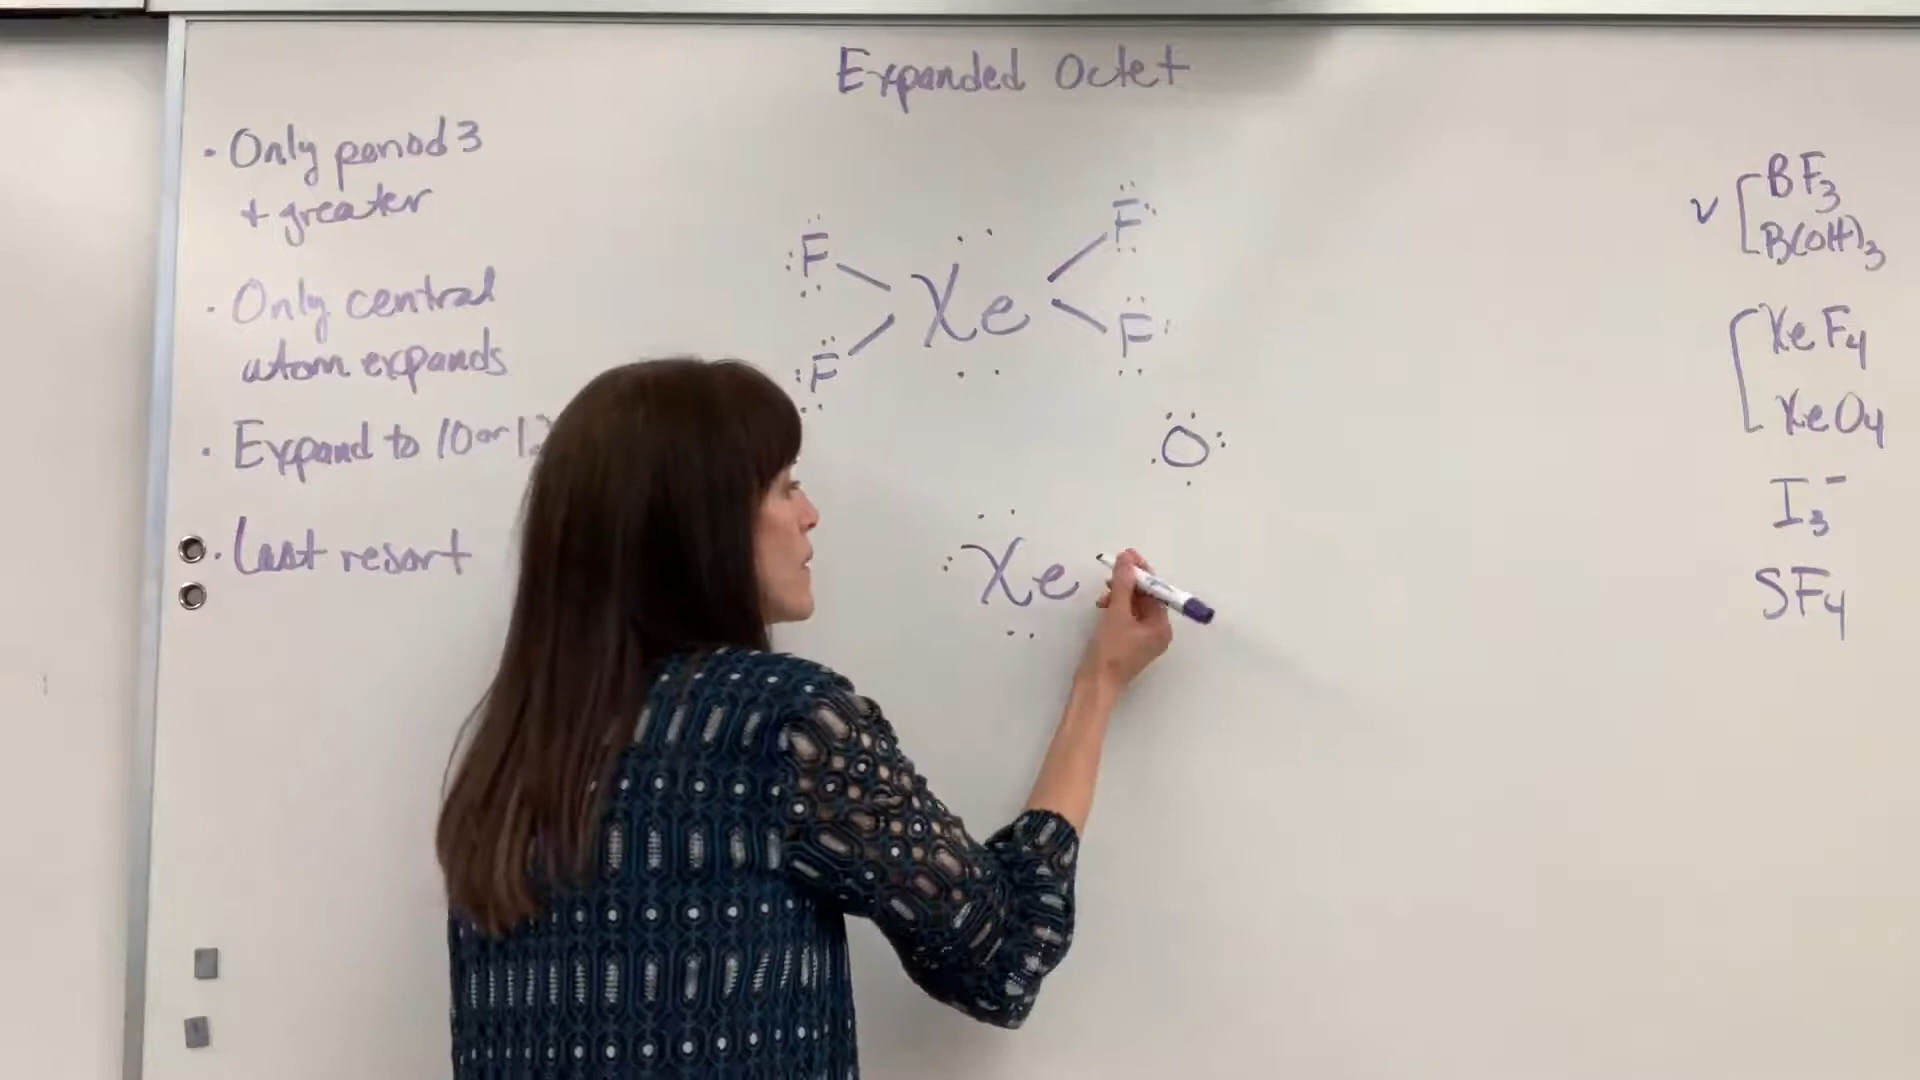 Expanded Octet
• Only period 3
+ greater
• Only central
atom expands
• Expand to 10 or
• Last resort
F
F
Xe
F
F
O
Xe
✓
BF₃
B(OH)₃
XeF₄
XeO₄
I₃⁻
SF₄